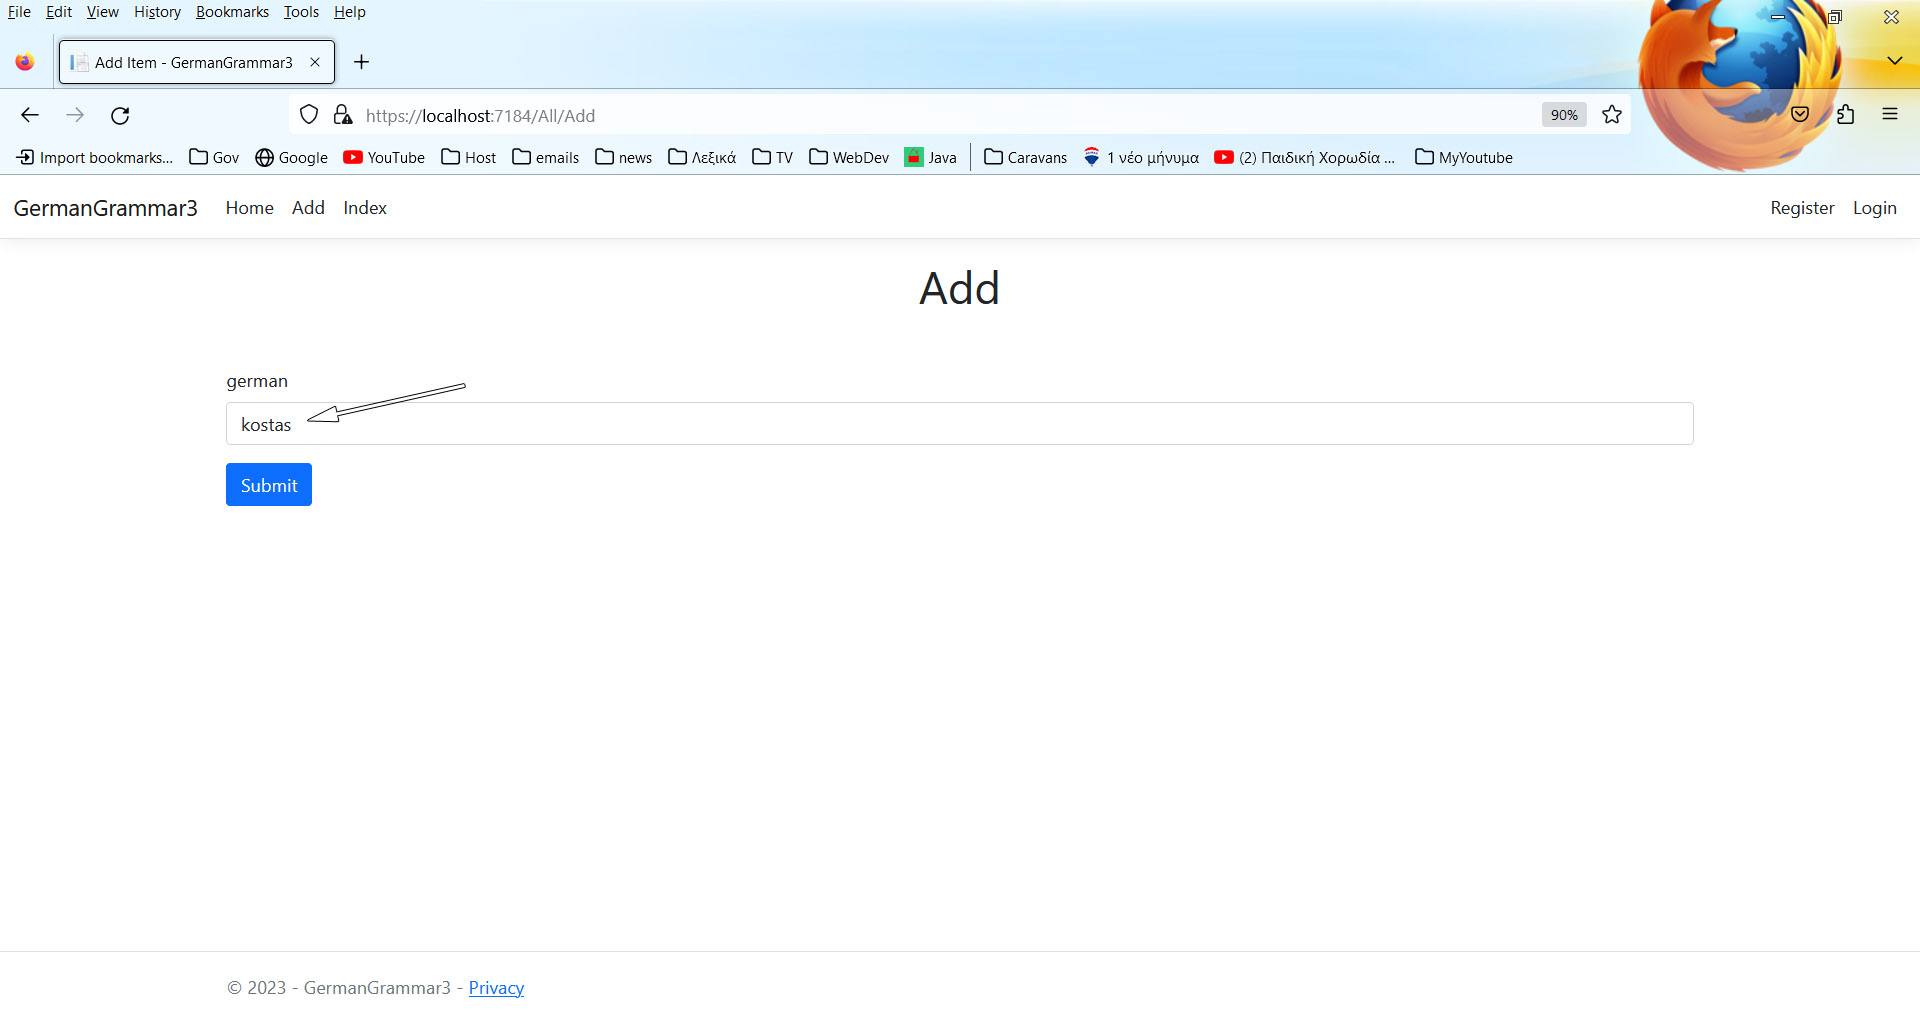 File Edit View History Bookmarks Tools Help
Add Item - GermanGrammar3
https://localhost:7184/All/Add 90%
Import bookmarks... Gov Google YouTube Host emails news Λεξικά TV WebDev Java Caravans 1 νέο μήνυμα (2) Παιδική Χορωδία ... MyYoutube
GermanGrammar3 Home Add Index Register Login
Add
german
kostas
Submit
© 2023 - GermanGrammar3 - Privacy